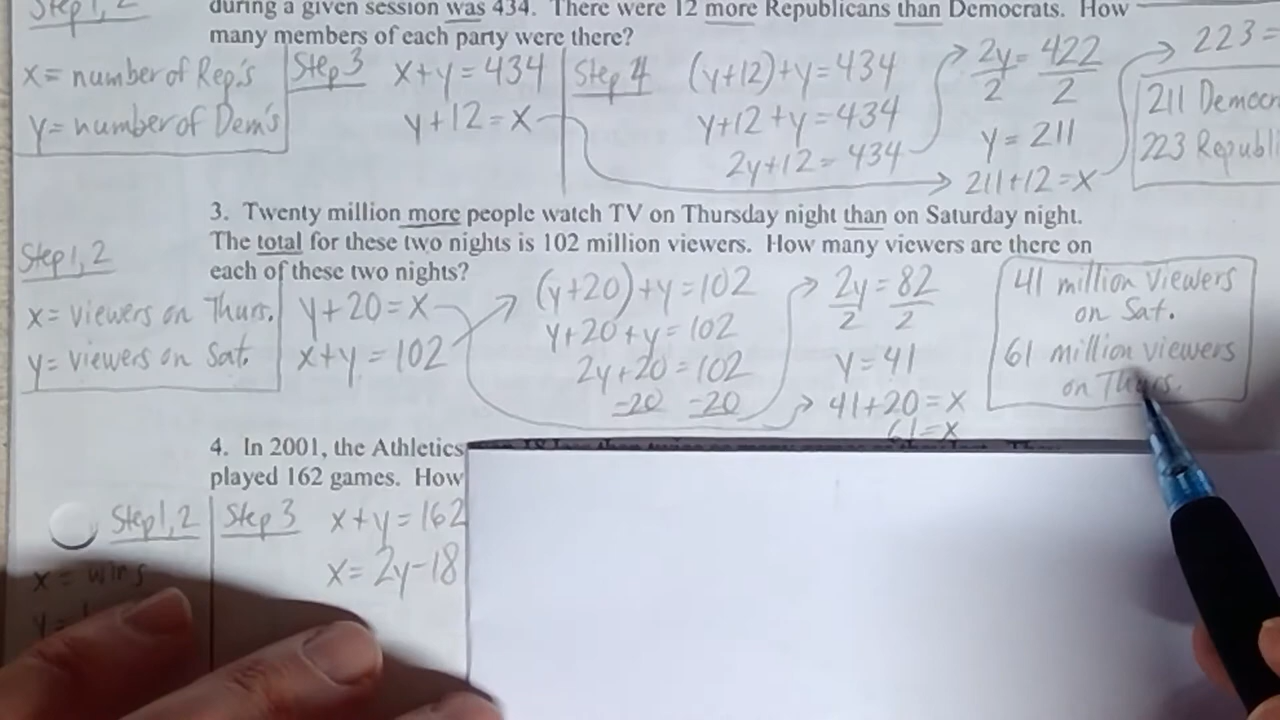 Step 1, 2
during a given session was 434. There were 12 more Republicans than Democrats. How
many members of each party were there?
x = number of Rep's
y = number of Dem's
Step 3
x+y=434
y+12=x
Step 4
(y+12)+y=434
y+12+y=434
2y+12=434
2y = 422
2 2
y=211
211+12=x
223=
211
223
3. Twenty million more people watch TV on Thursday night than on Saturday night.
The total for these two nights is 102 million viewers. How many viewers are there on
each of these two nights?
Step 1, 2
x= viewers on Thurs.
y= viewers on Sat.
y+20=x
x+y=102
(y+20)+y=102
y+20+y=102
2y+20=102
-20 -20
2y = 82
2 2
y=41
41+20=x
61=x
41 million viewers
on Sat.
61 million viewers
on Thurs.
4. In 2001, the Athletics
played 162 games. How
Step 1, 2
x = wins
y=
Step 3
x+y=162
x=2y-18